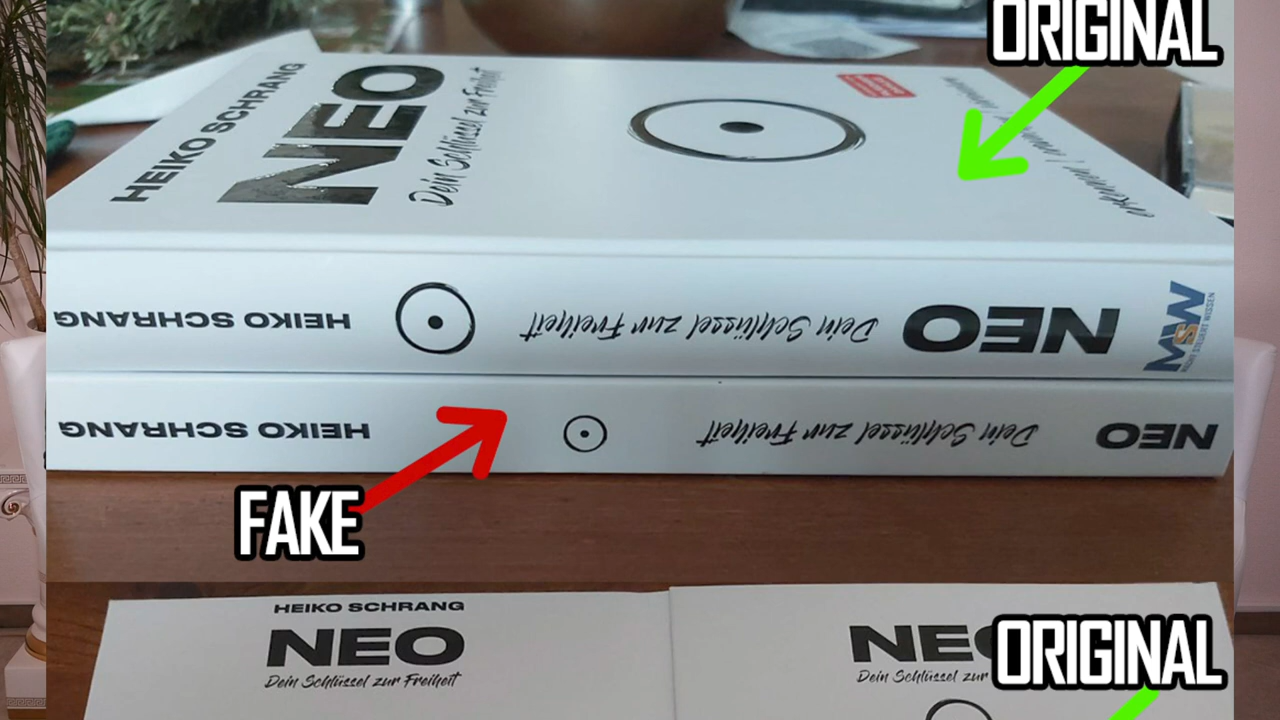 ORIGINAL
HEIKO SCHRANG
NEO
Dein Schlüssel zur Freiheit
HEIKO SCHRANG
Dein Schlüssel zur Freiheit
NEO
MSW
HEIKO SCHRANG
Dein Schlüssel zur Freiheit
NEO
FAKE
HEIKO SCHRANG
NEO
Dein Schlüssel zur Freiheit
NEO
ORIGINAL
Dein Schlüssel zur